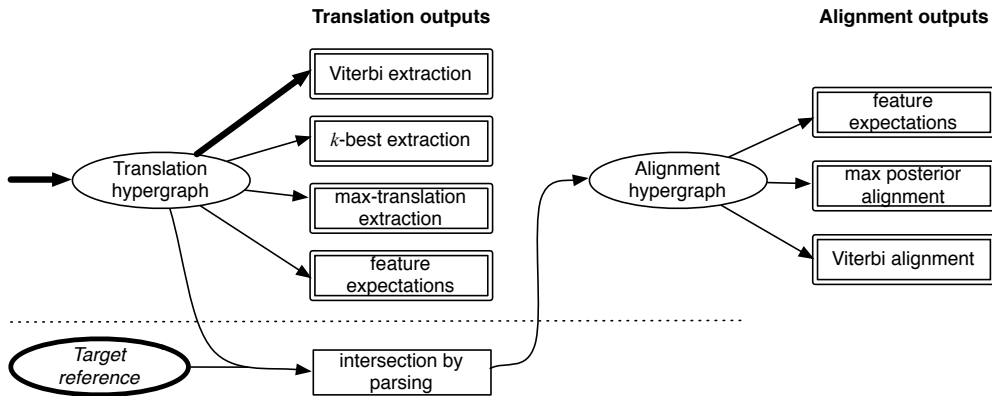 Translation outputs
Alignment outputs
Viterbi extraction
k-best extraction
max-translation
extraction
feature
expectations
Translation
hypergraph
Alignment
hypergraph
feature
expectations
max posterior
alignment
Viterbi alignment
Target
reference
intersection by
parsing